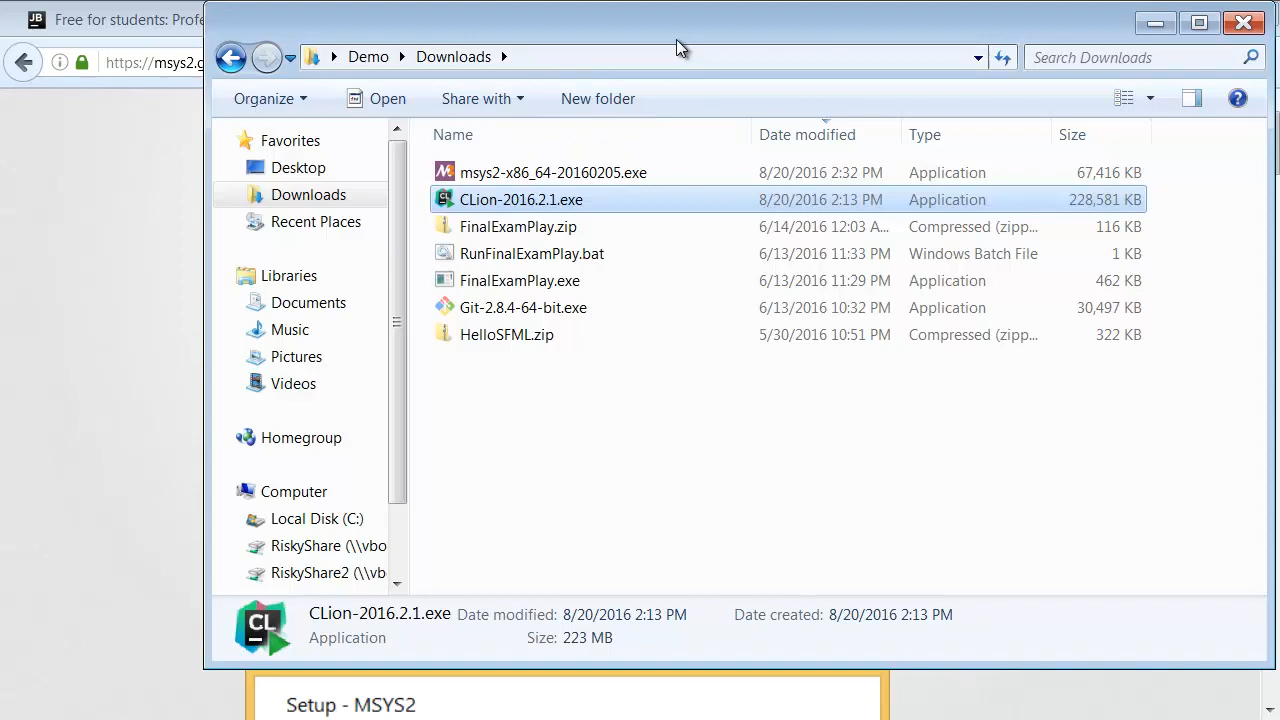 JB Free for students: Profe
https://msys2.g
Demo Downloads
Search Downloads
Organize Open Share with New folder
Name Date modified Type Size
msys2-x86_64-20160205.exe 8/20/2016 2:32 PM Application 67,416 KB
CLion-2016.2.1.exe 8/20/2016 2:13 PM Application 228,581 KB
FinalExamPlay.zip 6/14/2016 12:03 A... Compressed (zipp... 116 KB
RunFinalExamPlay.bat 6/13/2016 11:33 PM Windows Batch File 1 KB
FinalExamPlay.exe 6/13/2016 11:29 PM Application 462 KB
Git-2.8.4-64-bit.exe 6/13/2016 10:32 PM Application 30,497 KB
HelloSFML.zip 5/30/2016 10:51 PM Compressed (zipp... 322 KB
Favorites
Desktop
Downloads
Recent Places
Libraries
Documents
Music
Pictures
Videos
Homegroup
Computer
Local Disk (C:)
RiskyShare (\\vbo
RiskyShare2 (\\vb
CL
CLion-2016.2.1.exe Date modified: 8/20/2016 2:13 PM Date created: 8/20/2016 2:13 PM
Application Size: 223 MB
Setup - MSYS2